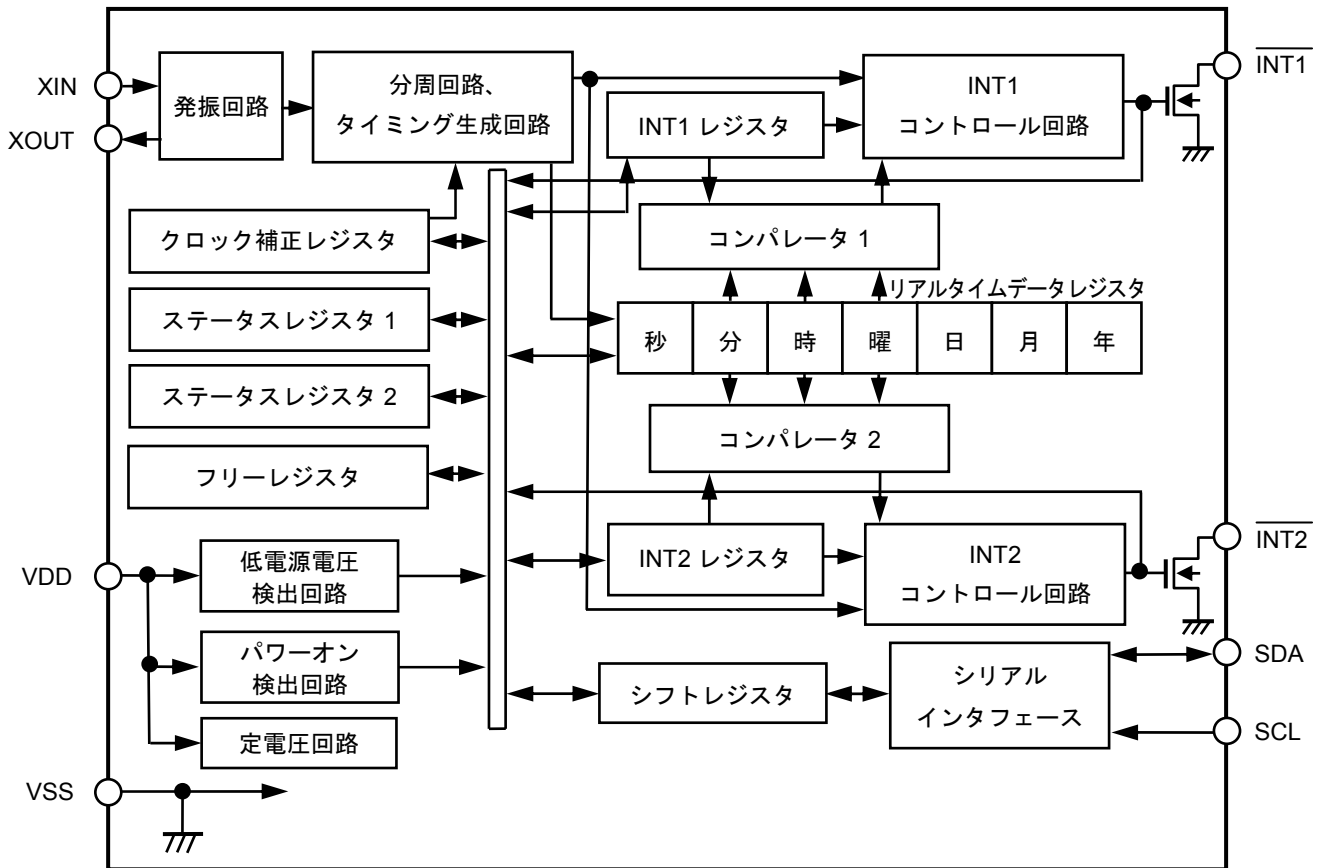 XIN
XOUT
発振回路
分周回路、
タイミング生成回路
INT1 レジスタ
INT1
コントロール回路
INT1
クロック補正レジスタ
コンパレータ 1
リアルタイムデータレジスタ
ステータスレジスタ 1
秒 分 時 曜 日 月 年
ステータスレジスタ 2
コンパレータ 2
フリーレジスタ
VDD
低電源電圧
検出回路
INT2 レジスタ
INT2
コントロール回路
INT2
パワーオン
検出回路
シフトレジスタ
シリアル
インタフェース
SDA
SCL
定電圧回路
VSS